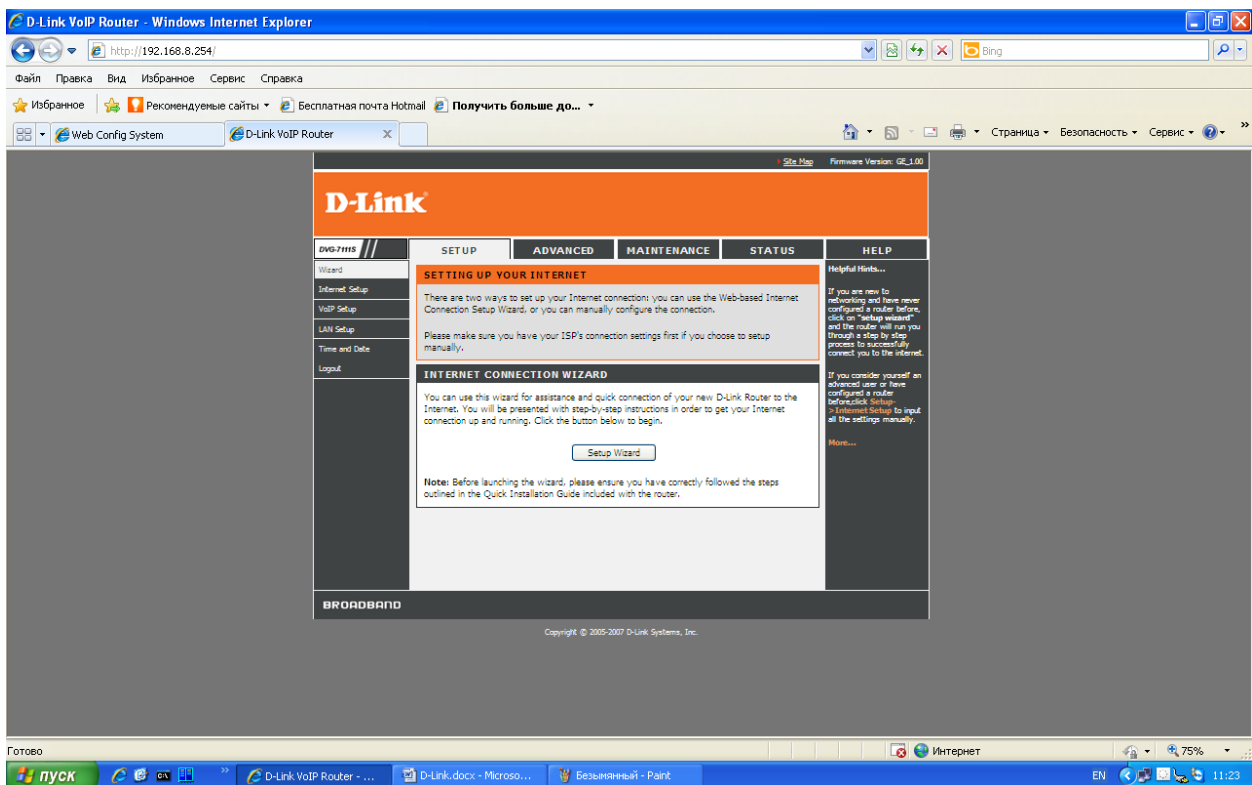 D-Link VoIP Router - Windows Internet Explorer
http://192.168.8.254/
Bing
Файл Правка Вид Избранное Сервис Справка
Избранное Рекомендуемые сайты Бесплатная почта Hotmail Получить больше до...
Web Config System D-Link VoIP Router X Страница Безопасность Сервис »
Site Map Firmware Version: GE_1.00
D-Link
DVG-7111S // SETUP ADVANCED MAINTENANCE STATUS HELP
Wizard
Internet Setup
VoIP Setup
LAN Setup
Time and Date
Logout
SETTING UP YOUR INTERNET
There are two ways to set up your Internet connection: you can use the Web-based Internet
Connection Setup Wizard, or you can manually configure the connection.
Please make sure you have your ISP's connection settings first if you choose to setup
manually.
INTERNET CONNECTION WIZARD
You can use this wizard for assistance and quick connection of your new D-Link Router to the
Internet. You will be presented with step-by-step instructions in order to get your Internet
connection up and running. Click the button below to begin.
Setup Wizard
Note: Before launching the wizard, please ensure you have correctly followed the steps
outlined in the Quick Installation Guide included with the router.
Helpful Hints...
If you are new to
networking and have never
configured a router before,
click on "setup wizard"
and the router will run you
through a step by step
process to successfully
connect you to the internet.
If you consider yourself an
advanced user or have
configured a router
before,click Setup-
>Internet Setup to input
all the settings manually.
More...
BROADBAND
Copyright © 2005-2007 D-Link Systems, Inc.
Готово Интернет 75%
пуск » D-Link VoIP Router - ... D-Link.docx - Microso... Безымянный - Paint EN 11:23